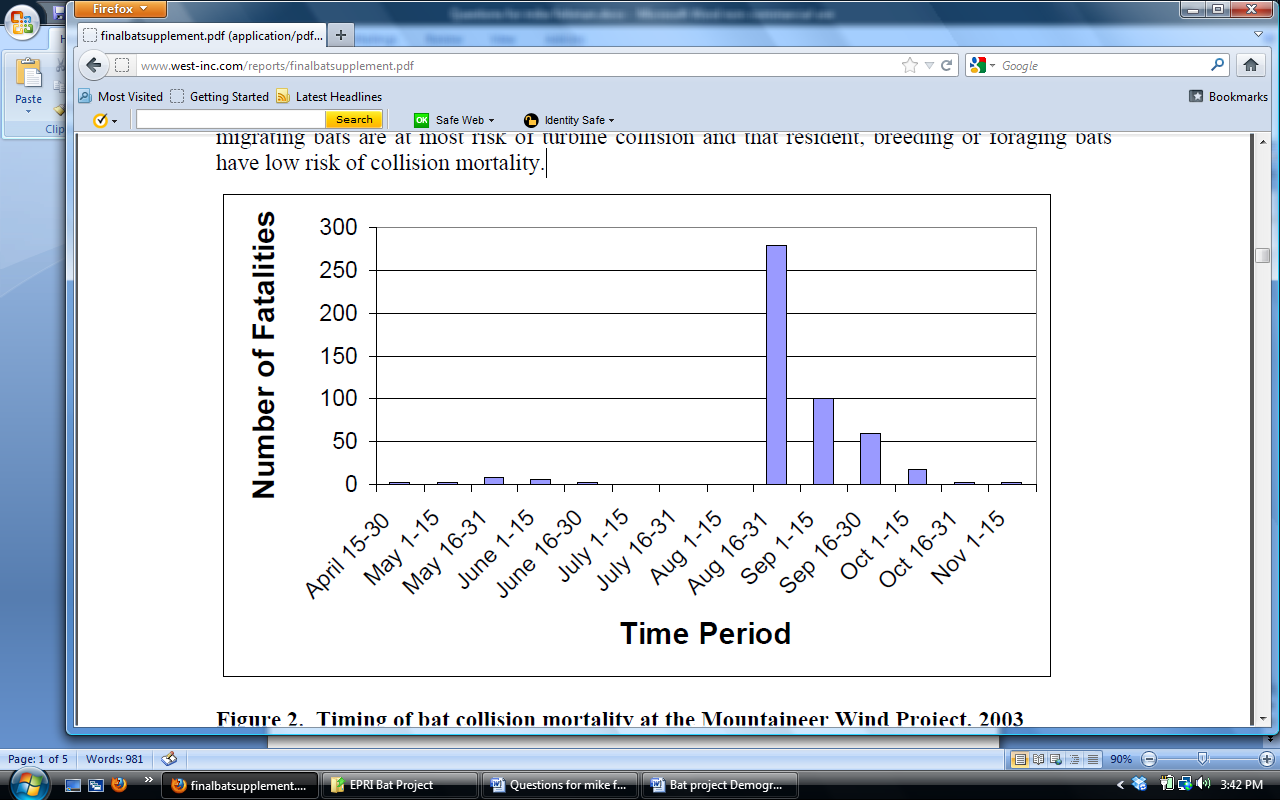 Firefox
finalbatsupplement.pdf (application/pdf...
www.west-inc.com/reports/finalbatsupplement.pdf
Google
Most Visited
Getting Started
Latest Headlines
Bookmarks
Search
OK
Safe Web
Identity Safe
Paste
Clip
migrating bats are at most risk of turbine collision and that resident, breeding or foraging bats
have low risk of collision mortality.
Number of Fatalities
300
250
200
150
100
50
0
April 15-30
May 1-15
May 16-31
June 1-15
June 16-30
July 1-15
July 16-31
Aug 1-15
Aug 16-31
Sep 1-15
Sep 16-30
Oct 1-15
Oct 16-31
Nov 1-15
Time Period
Figure 2. Timing of bat collision mortality at the Mountaineer Wind Project, 2003
Page: 1 of 5
Words: 981
90%
finalbatsupplement....
EPRI Bat Project
Questions for mike f...
Bat project Demogr...
3:42 PM